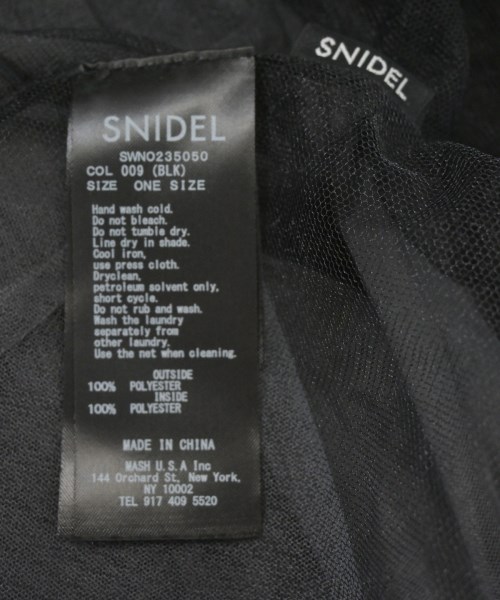 SNIDEL
SNIDEL
SWNO235050
COL 009 (BLK)
SIZE ONE SIZE
Hand wash cold.
Do not bleach.
Do not tumble dry.
Line dry in shade.
Cool iron,
use press cloth.
Dryclean,
petroleum solvent only,
short cycle.
Do not rub and wash.
Wash the laundry
separately from
other laundry.
Use the net when cleaning.
OUTSIDE
100% POLYESTER
INSIDE
100% POLYESTER
MADE IN CHINA
MASH U.S.A Inc
144 Orchard St, New York,
NY 10002
TEL 917 409 5520